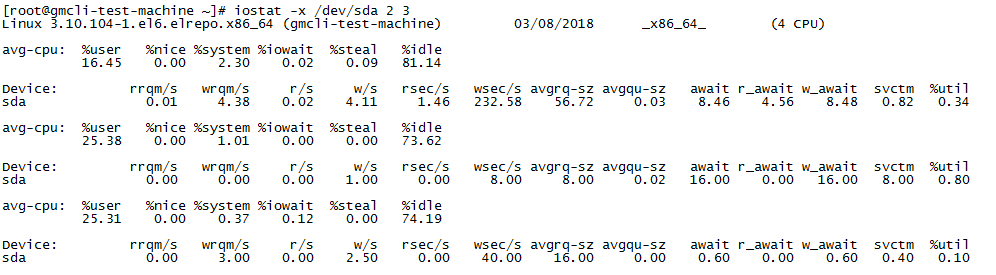 [root@gmcli-test-machine ~]# iostat -x /dev/sda 2 3
Linux 3.10.104-1.el6.elrepo.x86_64 (gmcli-test-machine) 03/08/2018 _x86_64_ (4 CPU)
avg-cpu: %user %nice %system %iowait %steal %idle
16.45 0.00 2.30 0.02 0.09 81.14
Device: rrqm/s wrqm/s r/s w/s rsec/s wsec/s avgrq-sz avgqu-sz await r_await w_await svctm %util
sda 0.01 4.38 0.02 4.11 1.46 232.58 56.72 0.03 8.46 4.56 8.48 0.82 0.34
avg-cpu: %user %nice %system %iowait %steal %idle
25.38 0.00 1.01 0.00 0.00 73.62
Device: rrqm/s wrqm/s r/s w/s rsec/s wsec/s avgrq-sz avgqu-sz await r_await w_await svctm %util
sda 0.00 0.00 0.00 1.00 0.00 8.00 8.00 0.02 16.00 0.00 16.00 8.00 0.80
avg-cpu: %user %nice %system %iowait %steal %idle
25.31 0.00 0.37 0.12 0.00 74.19
Device: rrqm/s wrqm/s r/s w/s rsec/s wsec/s avgrq-sz avgqu-sz await r_await w_await svctm %util
sda 0.00 3.00 0.00 2.50 0.00 40.00 16.00 0.00 0.60 0.00 0.60 0.40 0.10